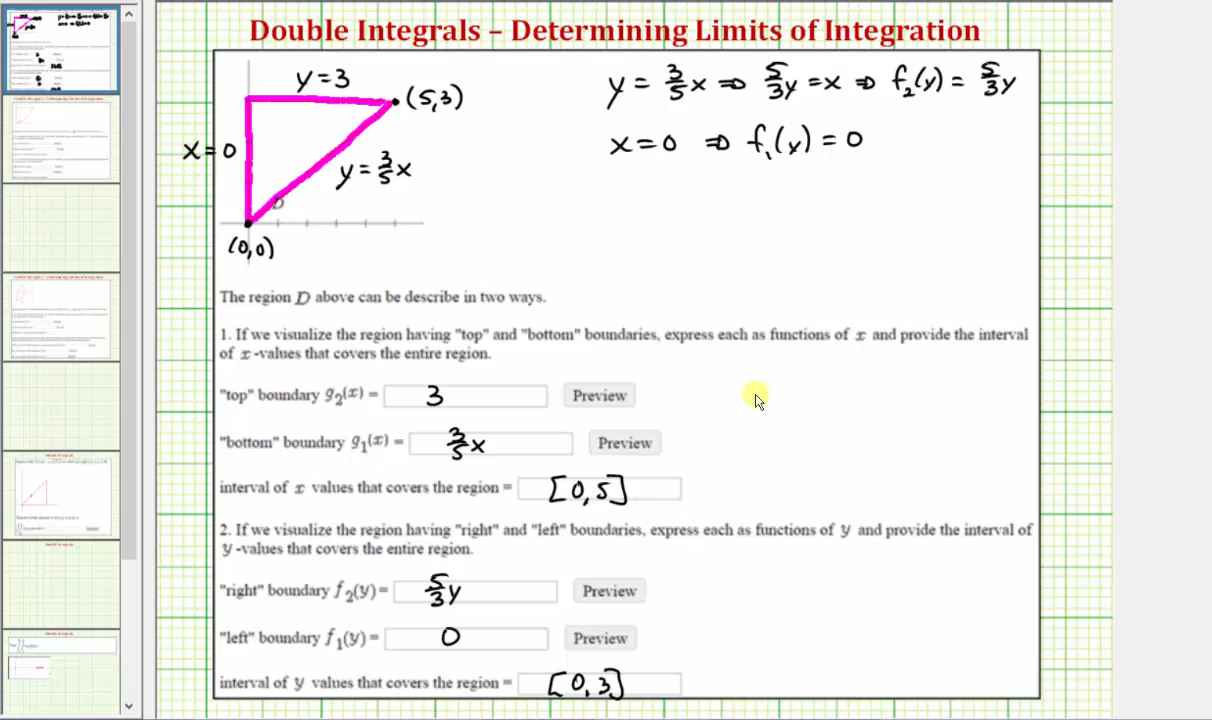 Double Integrals – Determining Limits of Integration
y = 3
(5,3)
x = 0
y = 3/5 x
D
(0,0)
y = 3/5 x ⇒ 5/3 y = x ⇒ f₂(y) = 5/3 y
x = 0 ⇒ f₁(x) = 0
The region D above can be describe in two ways.
1. If we visualize the region having "top" and "bottom" boundaries, express each as functions of x and provide the interval
of x-values that covers the entire region.
"top" boundary g₂(x) = 3 Preview
"bottom" boundary g₁(x) = 3/5 x Preview
interval of x values that covers the region = [0,5]
2. If we visualize the region having "right" and "left" boundaries, express each as functions of y and provide the interval of
y-values that covers the entire region.
"right" boundary f₂(y) = 5/3 y Preview
"left" boundary f₁(y) = 0 Preview
interval of y values that covers the region = [0,3]